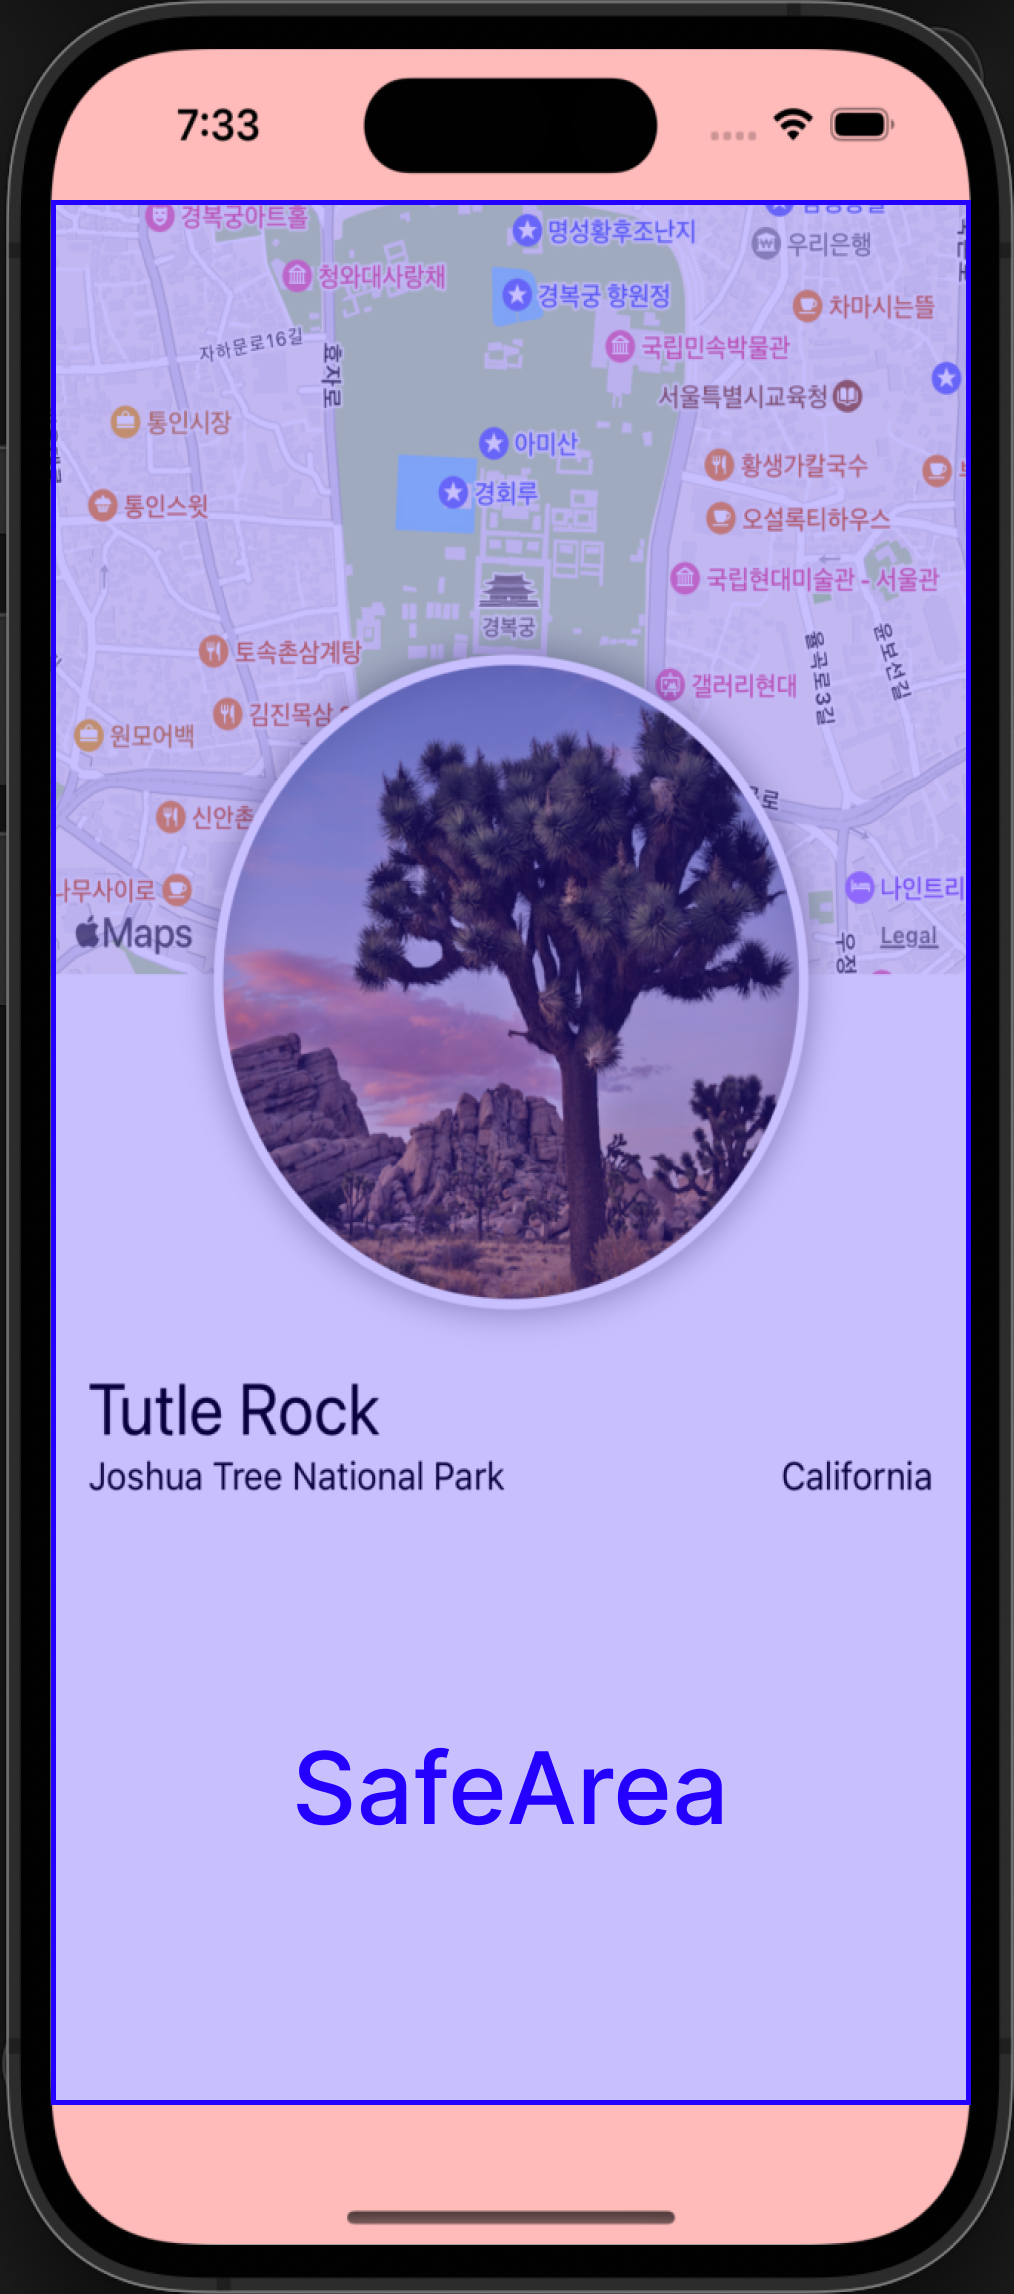 7:33
경복궁아트홀
명성황후조난지
우리은행
청와대사랑채
경복궁 향원정
차마시는뜰
자하문로16길
효자로
국립민속박물관
서울특별시교육청
통인시장
아미산
황생가칼국수
경회루
통인스윗
오설록티하우스
국립현대미술관 - 서울관
경복궁
토속촌삼계탕
율곡로3길
윤보선길
갤러리현대
김진목삼
원모어백
신안촌
나무사이로
나인트리
Maps
Legal
우정
Tutle Rock
Joshua Tree National Park
California
SafeArea